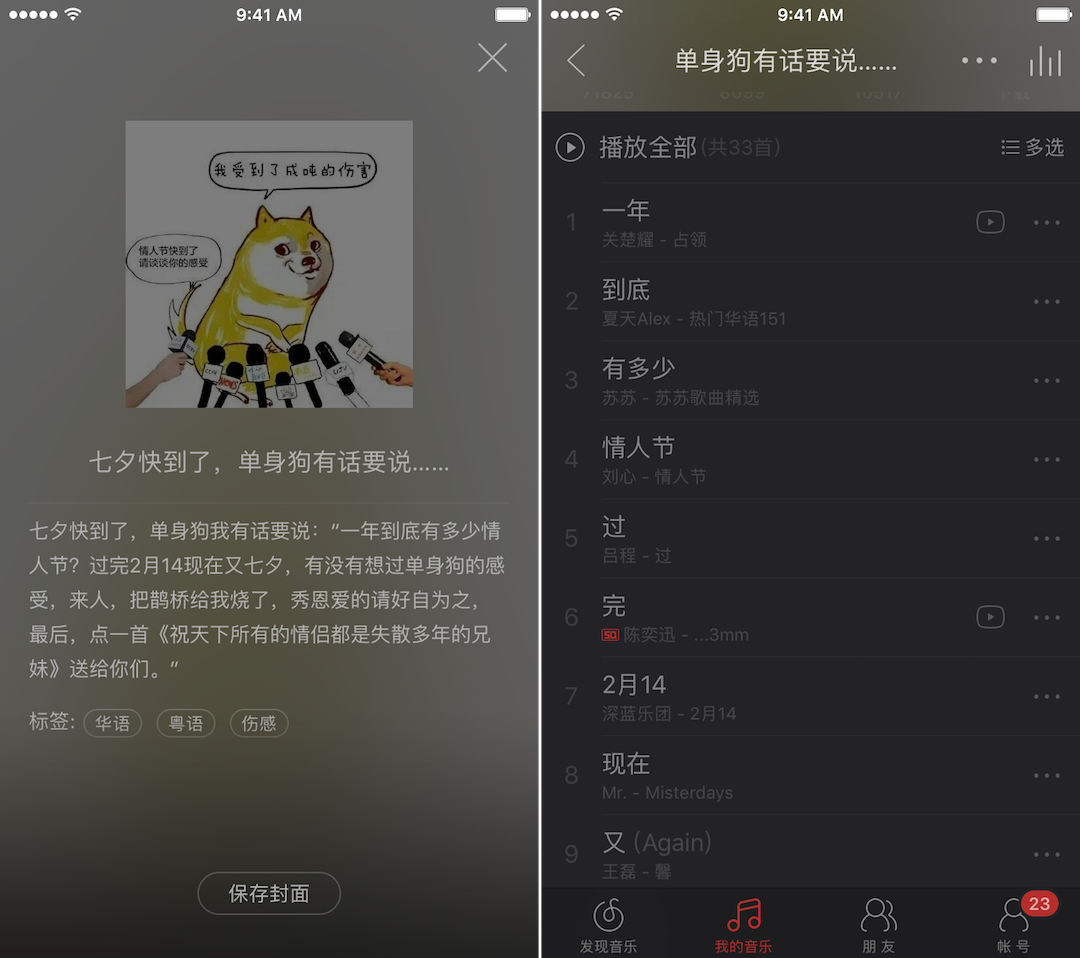 9:41 AM
我受到了成吨的伤害
情人节快到了
请谈谈你的感受
CCTV
七夕快到了，单身狗有话要说……
七夕快到了，单身狗我有话要说：“一年到底有多少情
人节？过完2月14现在又七夕，有没有想过单身狗的感
受，来人，把鹊桥给我烧了，秀恩爱的请好自为之，
最后，点一首《祝天下所有的情侣都是失散多年的兄
妹》送给你们。”
标签: 华语 粤语 伤感
保存封面
9:41 AM
单身狗有话要说……
播放全部 (共33首) 多选
1 一年
关楚耀 - 占领
2 到底
夏天Alex - 热门华语151
3 有多少
苏苏 - 苏苏歌曲精选
4 情人节
刘心 - 情人节
5 过
吕程 - 过
6 完
SQ 陈奕迅 - ...3mm
7 2月14
深蓝乐团 - 2月14
8 现在
Mr. - Misterdays
9 又 (Again)
王磊 - 馨
23
发现音乐 我的音乐 朋友 帐号